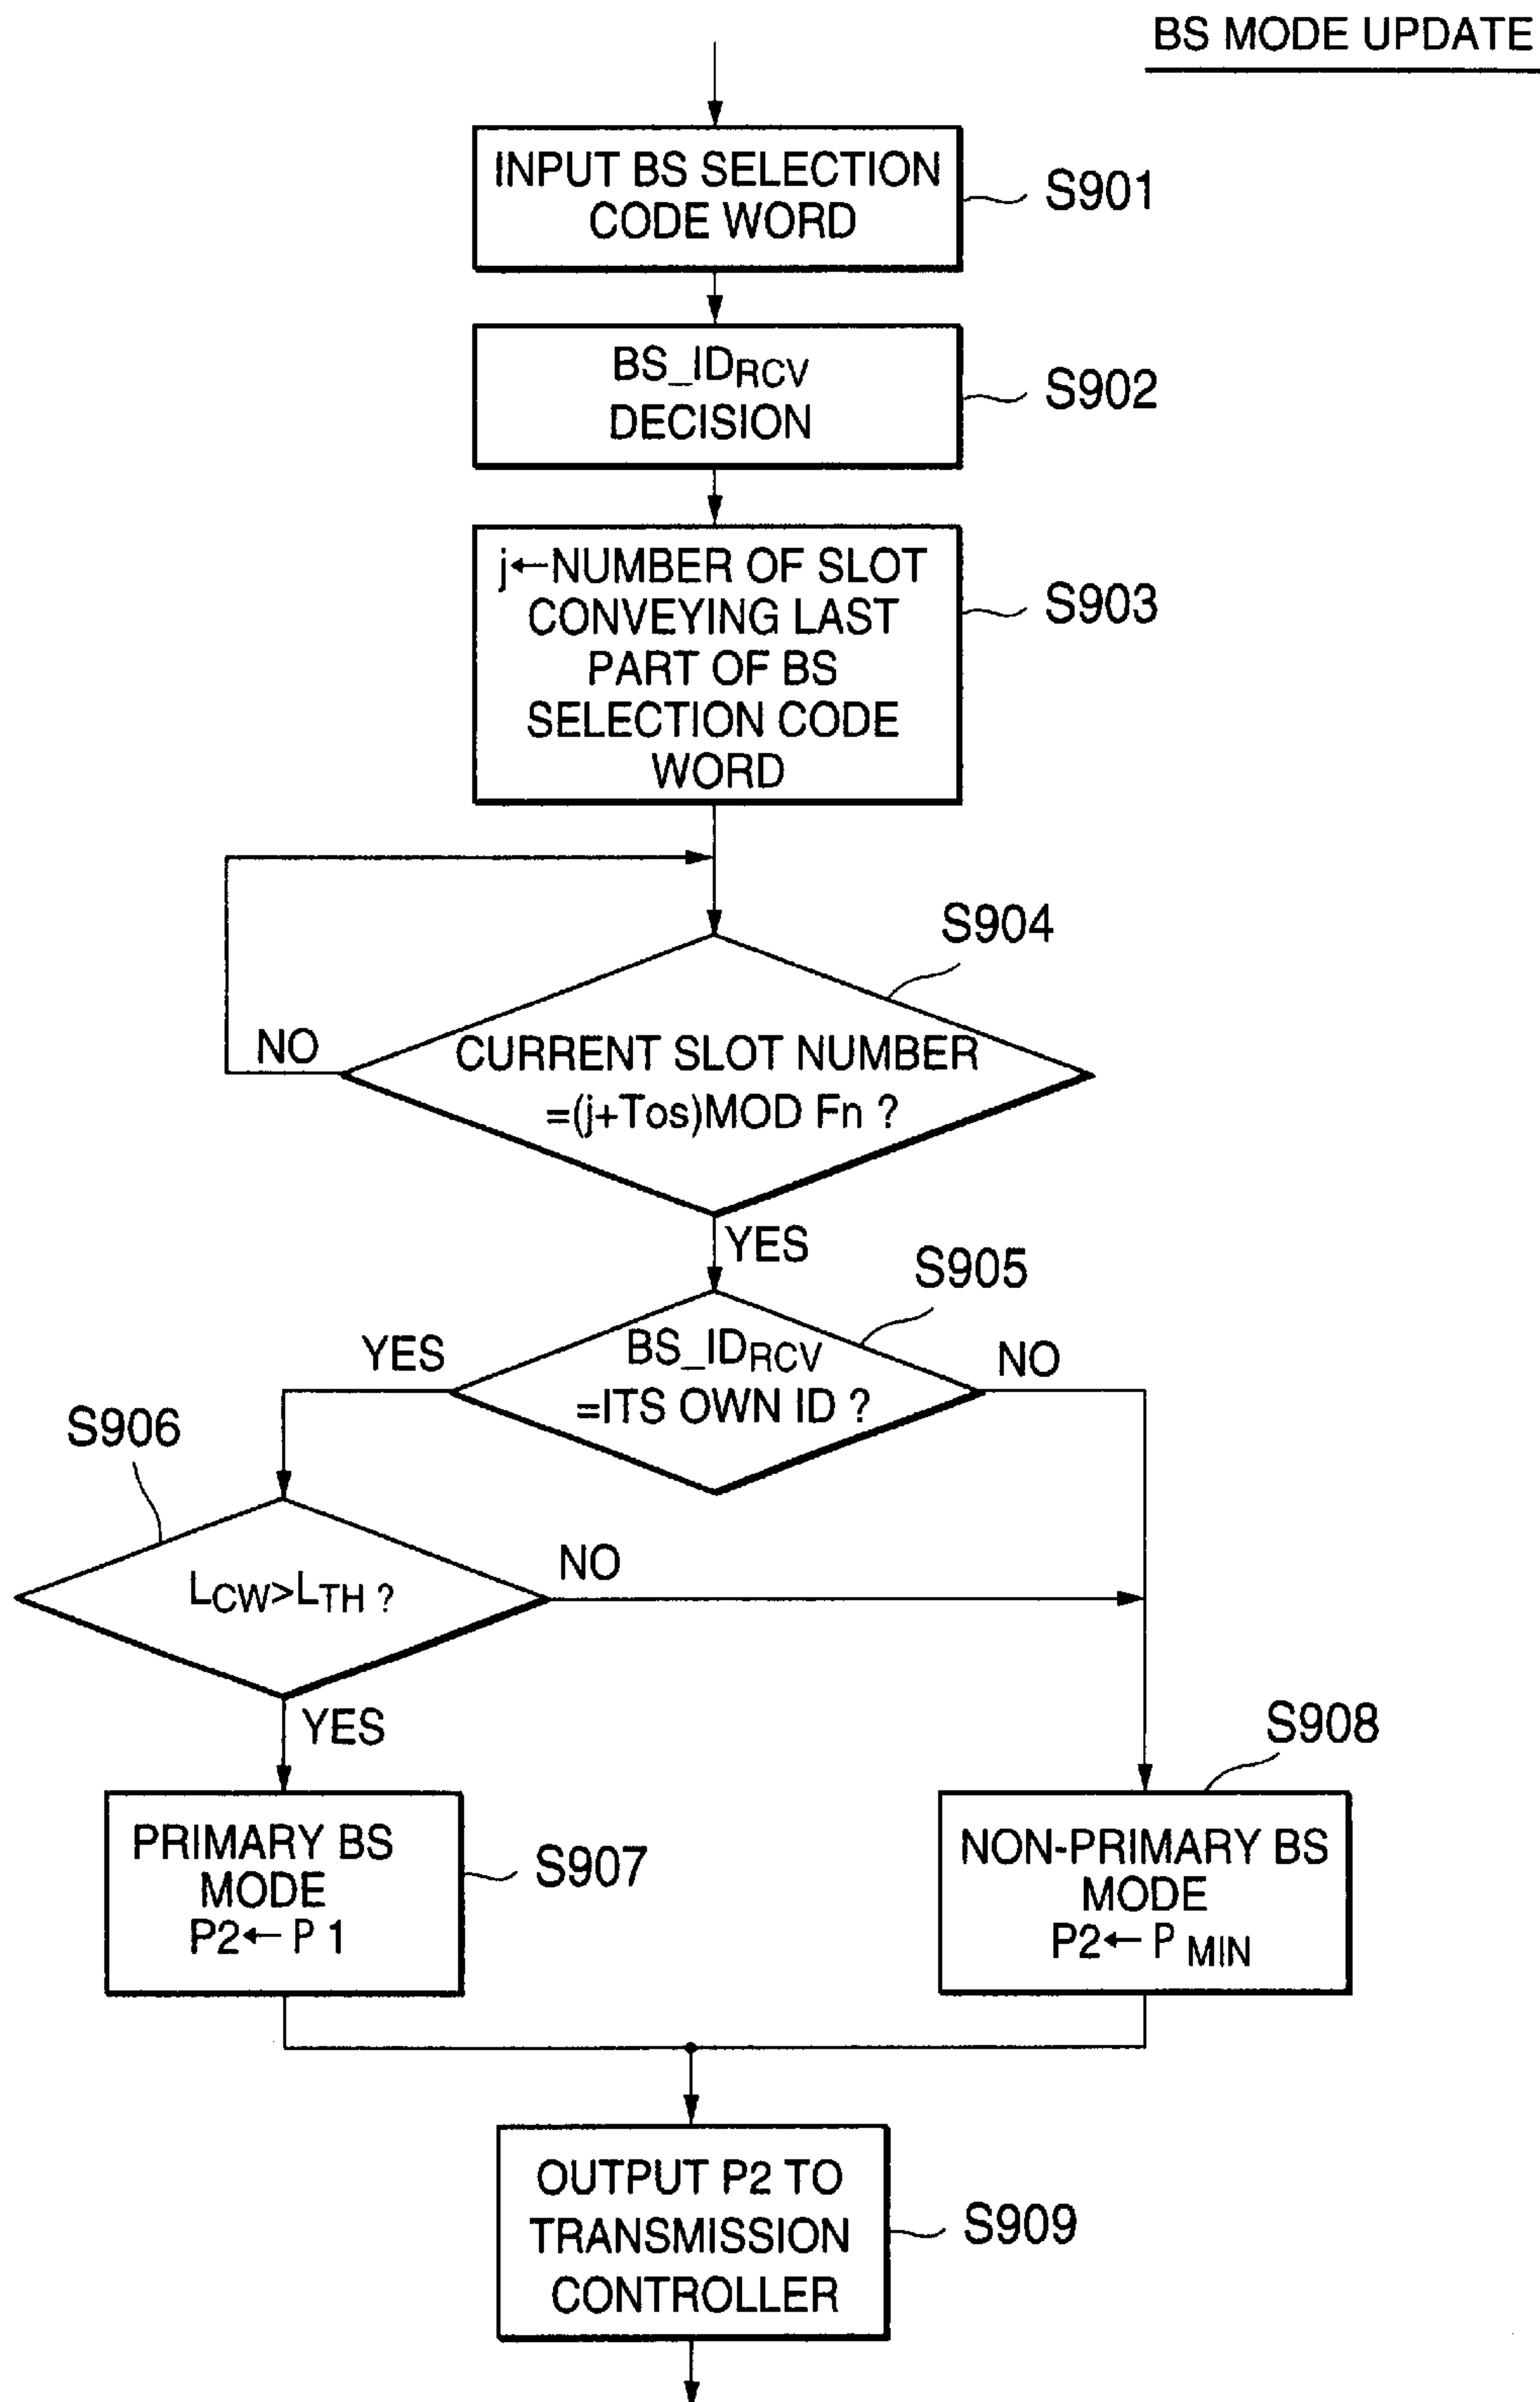 BS MODE UPDATE
INPUT BS SELECTION
CODE WORD
S901
BS_IDRCV
DECISION
S902
j←NUMBER OF SLOT
CONVEYING LAST
PART OF BS
SELECTION CODE
WORD
S903
S904
NO
CURRENT SLOT NUMBER
=(j+Tos)MOD Fn ?
YES
S905
YES
BS_IDRCV
=ITS OWN ID ?
NO
S906
LCW>LTH ?
NO
YES
S908
PRIMARY BS
MODE
P2← P 1
S907
NON-PRIMARY BS
MODE
P2← P MIN
OUTPUT P2 TO
TRANSMISSION
CONTROLLER
S909